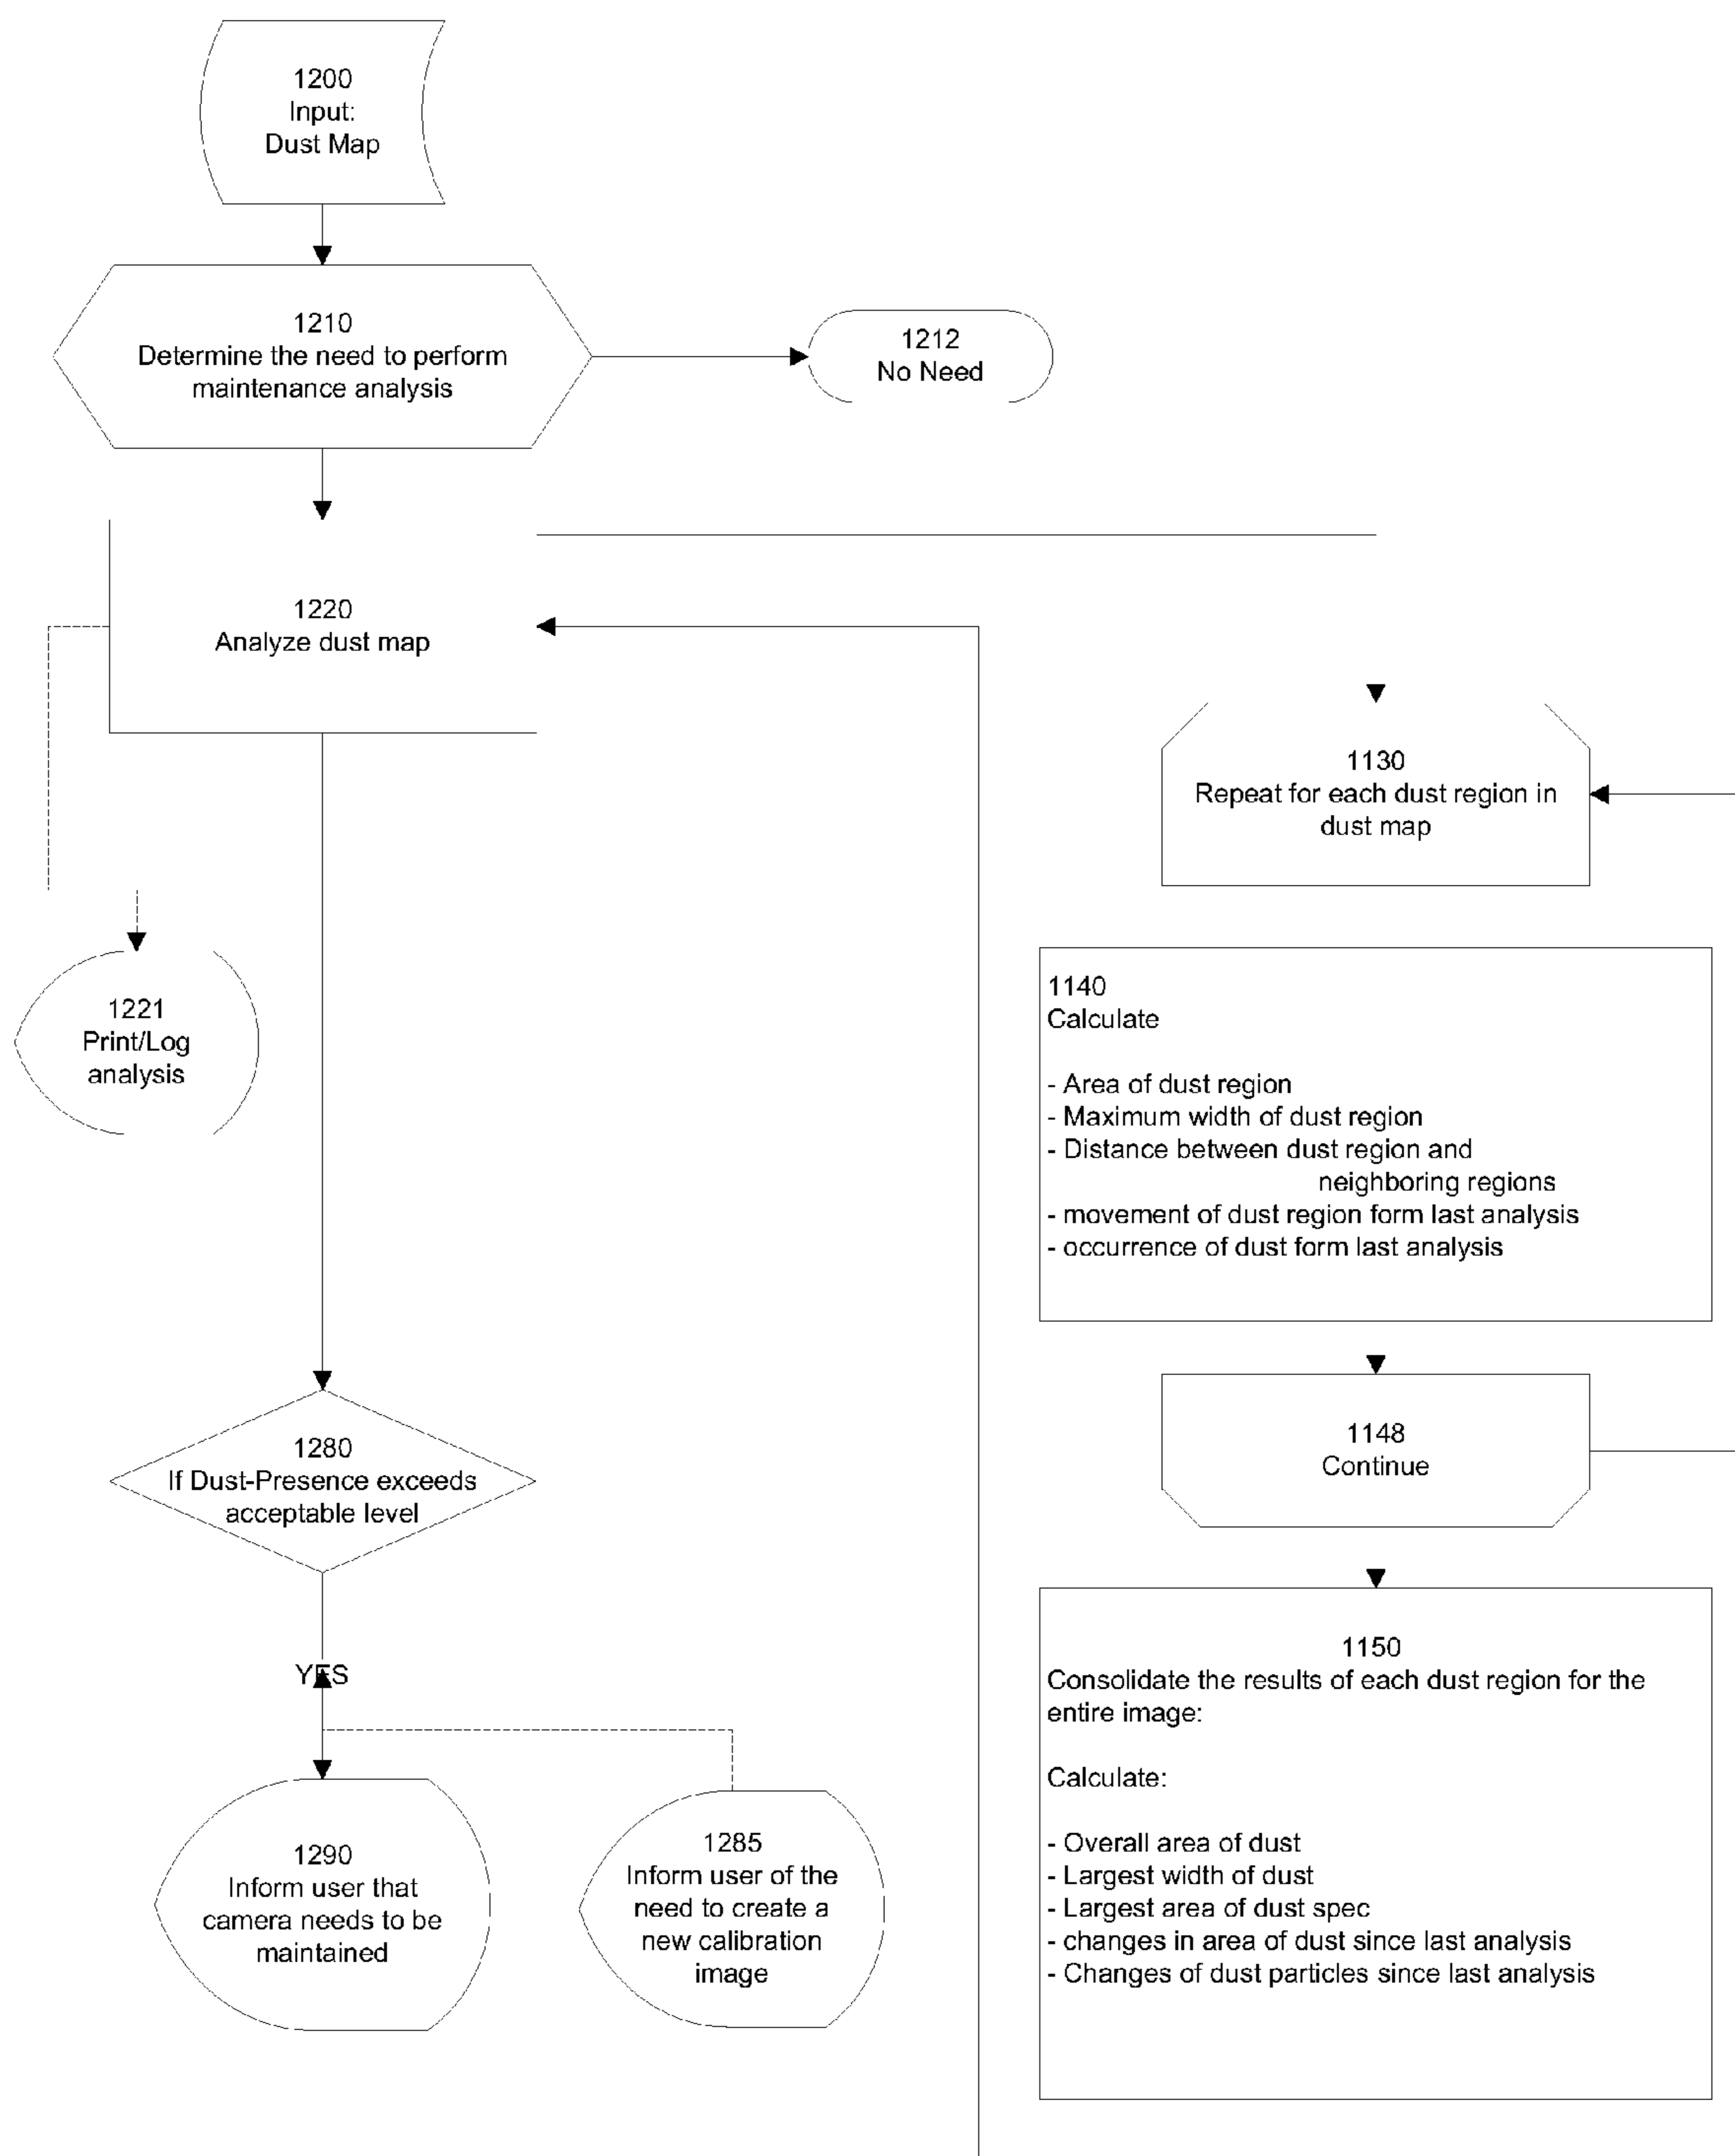 1200
Input:
Dust Map
1210
Determine the need to perform
maintenance analysis
1212
No Need
1220
Analyze dust map
1130
Repeat for each dust region in
dust map
1221
Print/Log
analysis
1140
Calculate
- Area of dust region
- Maximum width of dust region
- Distance between dust region and
neighboring regions
- movement of dust region form last analysis
- occurrence of dust form last analysis
1280
If Dust-Presence exceeds
acceptable level
1148
Continue
YES
1150
Consolidate the results of each dust region for the
entire image:
Calculate:
- Overall area of dust
- Largest width of dust
- Largest area of dust spec
- changes in area of dust since last analysis
- Changes of dust particles since last analysis
1290
Inform user that
camera needs to be
maintained
1285
Inform user of the
need to create a
new calibration
image